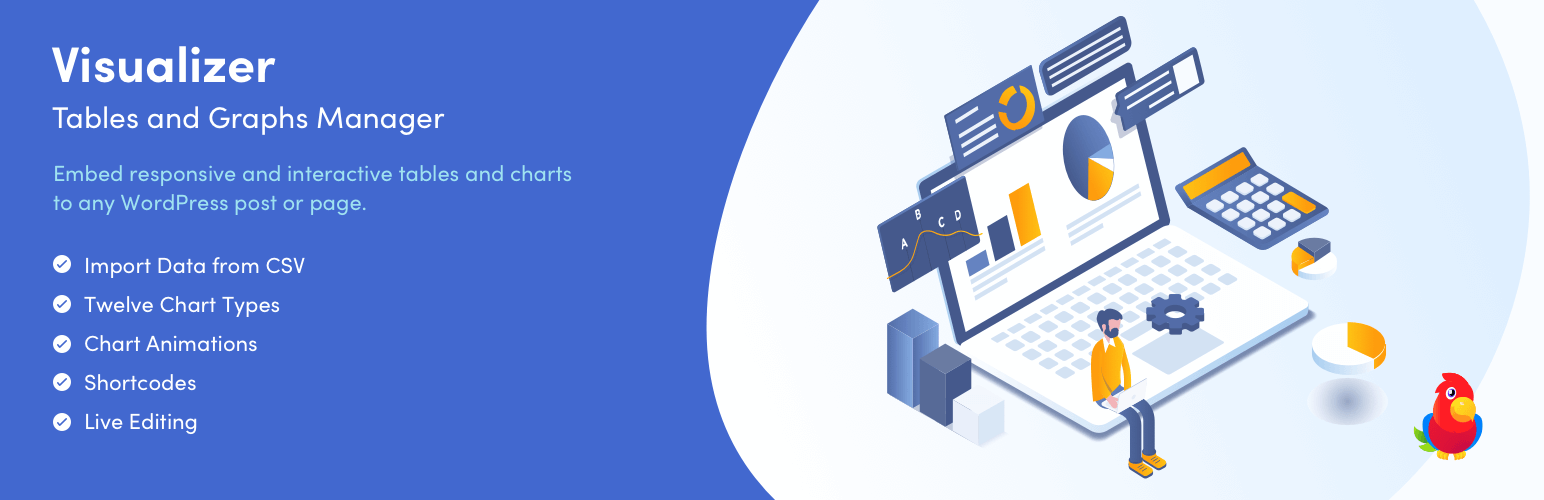 Visualizer
Tables and Graphs Manager
Embed responsive and interactive tables and charts
to any WordPress post or page.
Import Data from CSV
Twelve Chart Types
Chart Animations
Shortcodes
Live Editing
A B C D